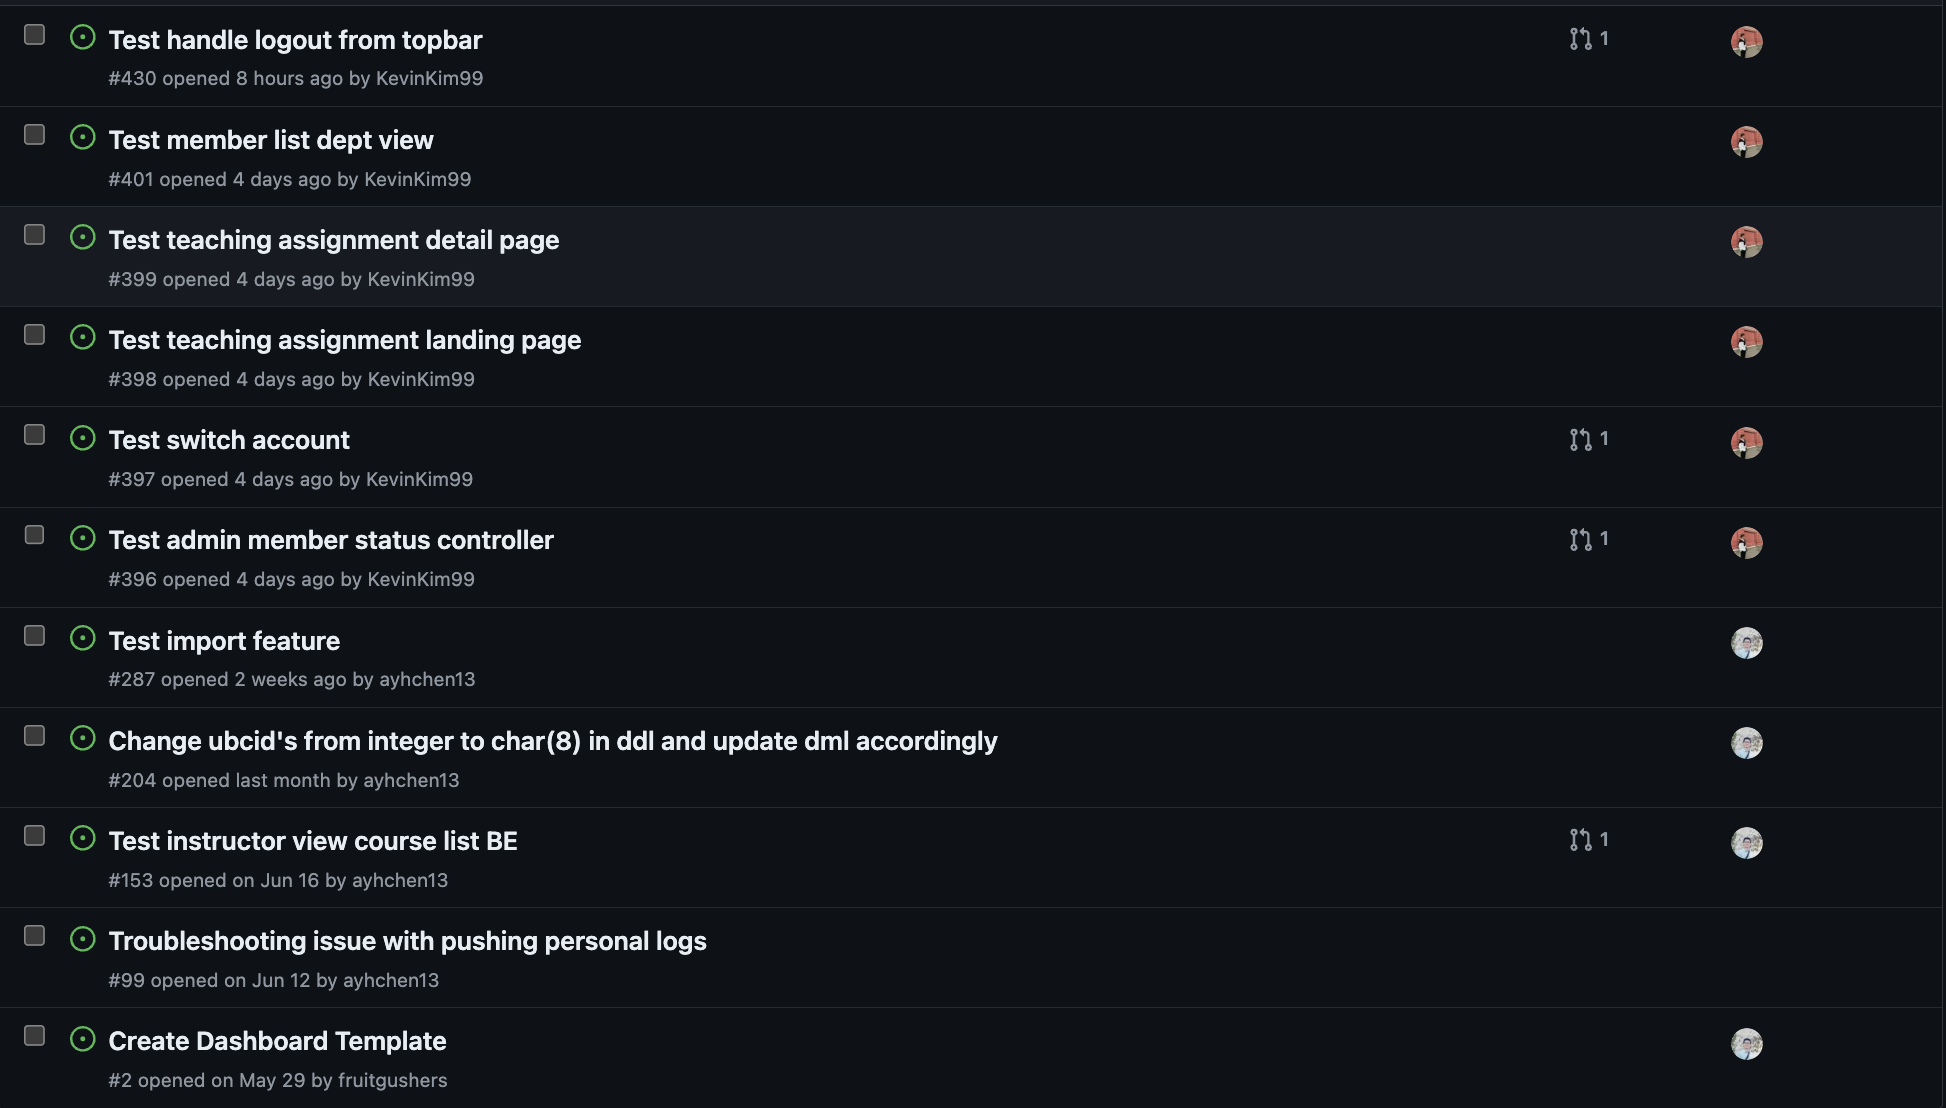 Test handle logout from topbar
1
#430 opened 8 hours ago by KevinKim99
Test member list dept view
#401 opened 4 days ago by KevinKim99
Test teaching assignment detail page
#399 opened 4 days ago by KevinKim99
Test teaching assignment landing page
#398 opened 4 days ago by KevinKim99
Test switch account
1
#397 opened 4 days ago by KevinKim99
Test admin member status controller
1
#396 opened 4 days ago by KevinKim99
Test import feature
#287 opened 2 weeks ago by ayhchen13
Change ubcid's from integer to char(8) in ddl and update dml accordingly
#204 opened last month by ayhchen13
Test instructor view course list BE
1
#153 opened on Jun 16 by ayhchen13
Troubleshooting issue with pushing personal logs
#99 opened on Jun 12 by ayhchen13
Create Dashboard Template
#2 opened on May 29 by fruitgushers